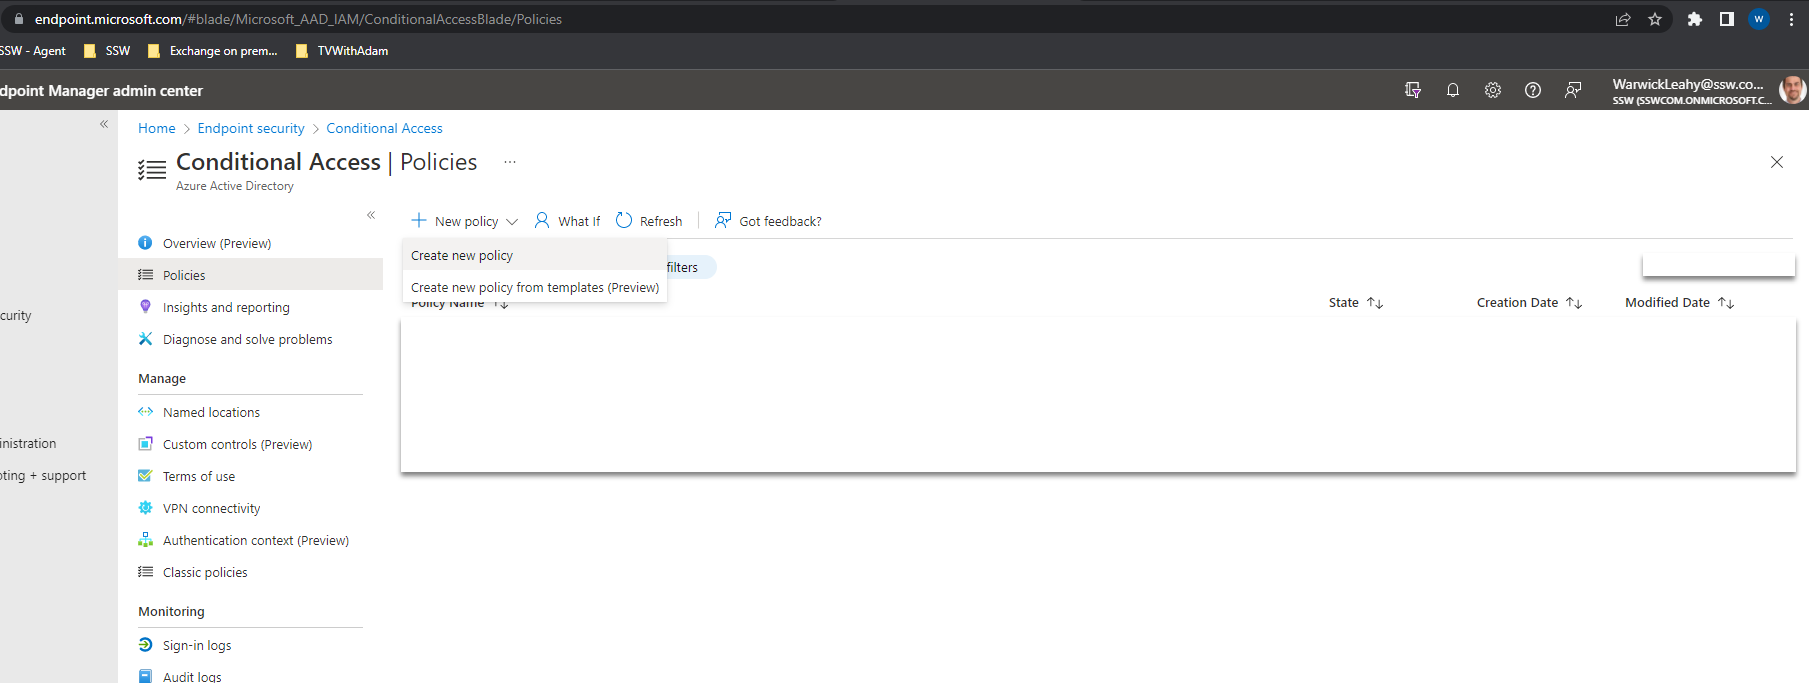 endpoint.microsoft.com/#blade/Microsoft_AAD_IAM/ConditionalAccessBlade/Policies
W
SSW - Agent SSW Exchange on prem... TVWithAdam
dpoint Manager admin center
WarwickLeahy@ssw.co...
SSW (SSWCOM.ONMICROSOFT.C...
Home > Endpoint security > Conditional Access
Conditional Access | Policies ...
Azure Active Directory
New policy What If Refresh Got feedback?
Create new policy
filters
Create new policy from templates (Preview)
Policy Name State Creation Date Modified Date
Overview (Preview)
Policies
Insights and reporting
Diagnose and solve problems
Manage
Named locations
Custom controls (Preview)
Terms of use
VPN connectivity
Authentication context (Preview)
Classic policies
Monitoring
Sign-in logs
Audit logs
curity
inistration
oting + support